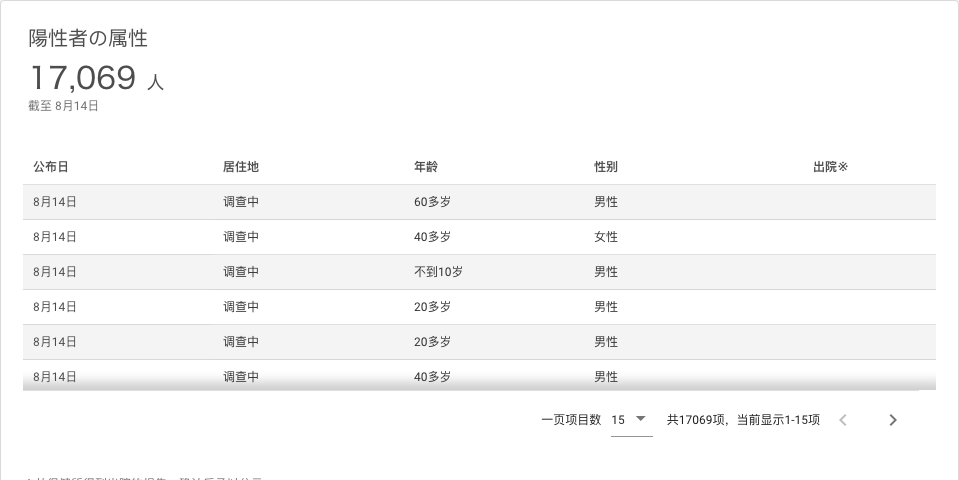 陽性者の属性
17,069 人
截至 8月14日
公布日 居住地 年龄 性别 出院※
8月14日 调查中 60多岁 男性
8月14日 调查中 40多岁 女性
8月14日 调查中 不到10岁 男性
8月14日 调查中 20多岁 男性
8月14日 调查中 20多岁 男性
8月14日 调查中 40多岁 男性
一页项目数 15 共17069项，当前显示1-15项